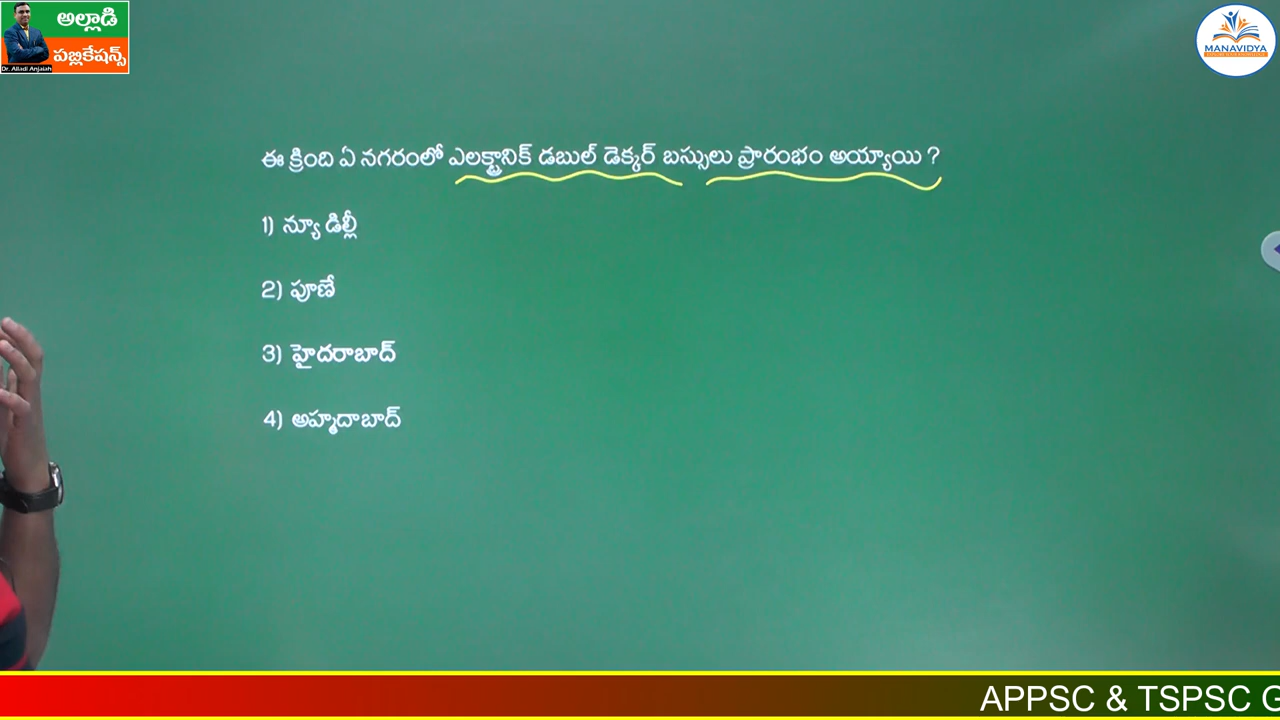 అల్లాడి
పబ్లికేషన్స్
Dr. Alladi Anjaiah
MANAVIDYA
ఈ క్రింది ఏ నగరంలో ఎలక్ట్రానిక్ డబుల్ డెక్కర్ బస్సులు ప్రారంభం అయ్యాయి ?
1) న్యూ డిల్లీ
2) పూణే
3) హైదరాబాద్
4) అహ్మదాబాద్
APPSC & TSPSC G